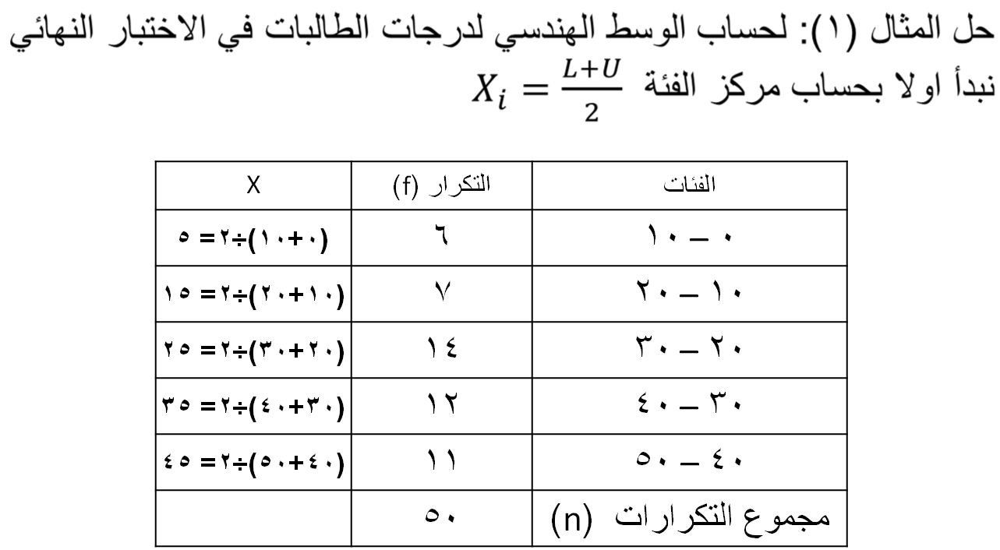 حل المثال (١): لحساب الوسط الهندسي لدرجات الطالبات في الاختبار النهائي
نبدأ اولا بحساب مركز الفئة X_i = (L+U)/2
الفئات التكرار (f) X
٠ – ١٠ ٦ (٠+١٠)÷٢= ٥
١٠ – ٢٠ ٧ (١٠+٢٠)÷٢= ١٥
٢٠ – ٣٠ ١٤ (٢٠+٣٠)÷٢= ٢٥
٣٠ – ٤٠ ١٢ (٣٠+٤٠)÷٢= ٣٥
٤٠ – ٥٠ ١١ (٤٠+٥٠)÷٢= ٤٥
مجموع التكرارات (n) ٥٠